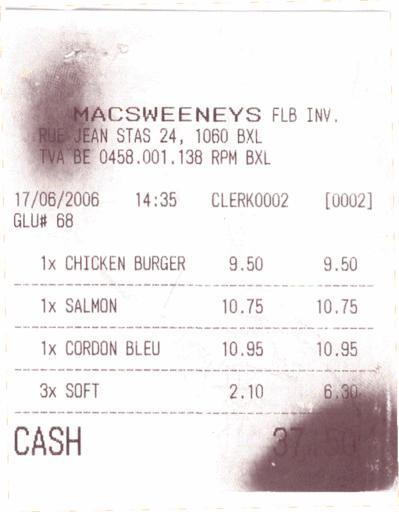 MACSWEENEYS FLB INV.
RUE JEAN STAS 24, 1060 BXL
TVA BE 0458.001.138 RPM BXL
17/06/2006 14:35 CLERK0002 [0002]
GLU# 68
1x CHICKEN BURGER 9.50 9.50
1x SALMON 10.75 10.75
1x CORDON BLEU 10.95 10.95
3x SOFT 2.10 6.30
CASH 37.50